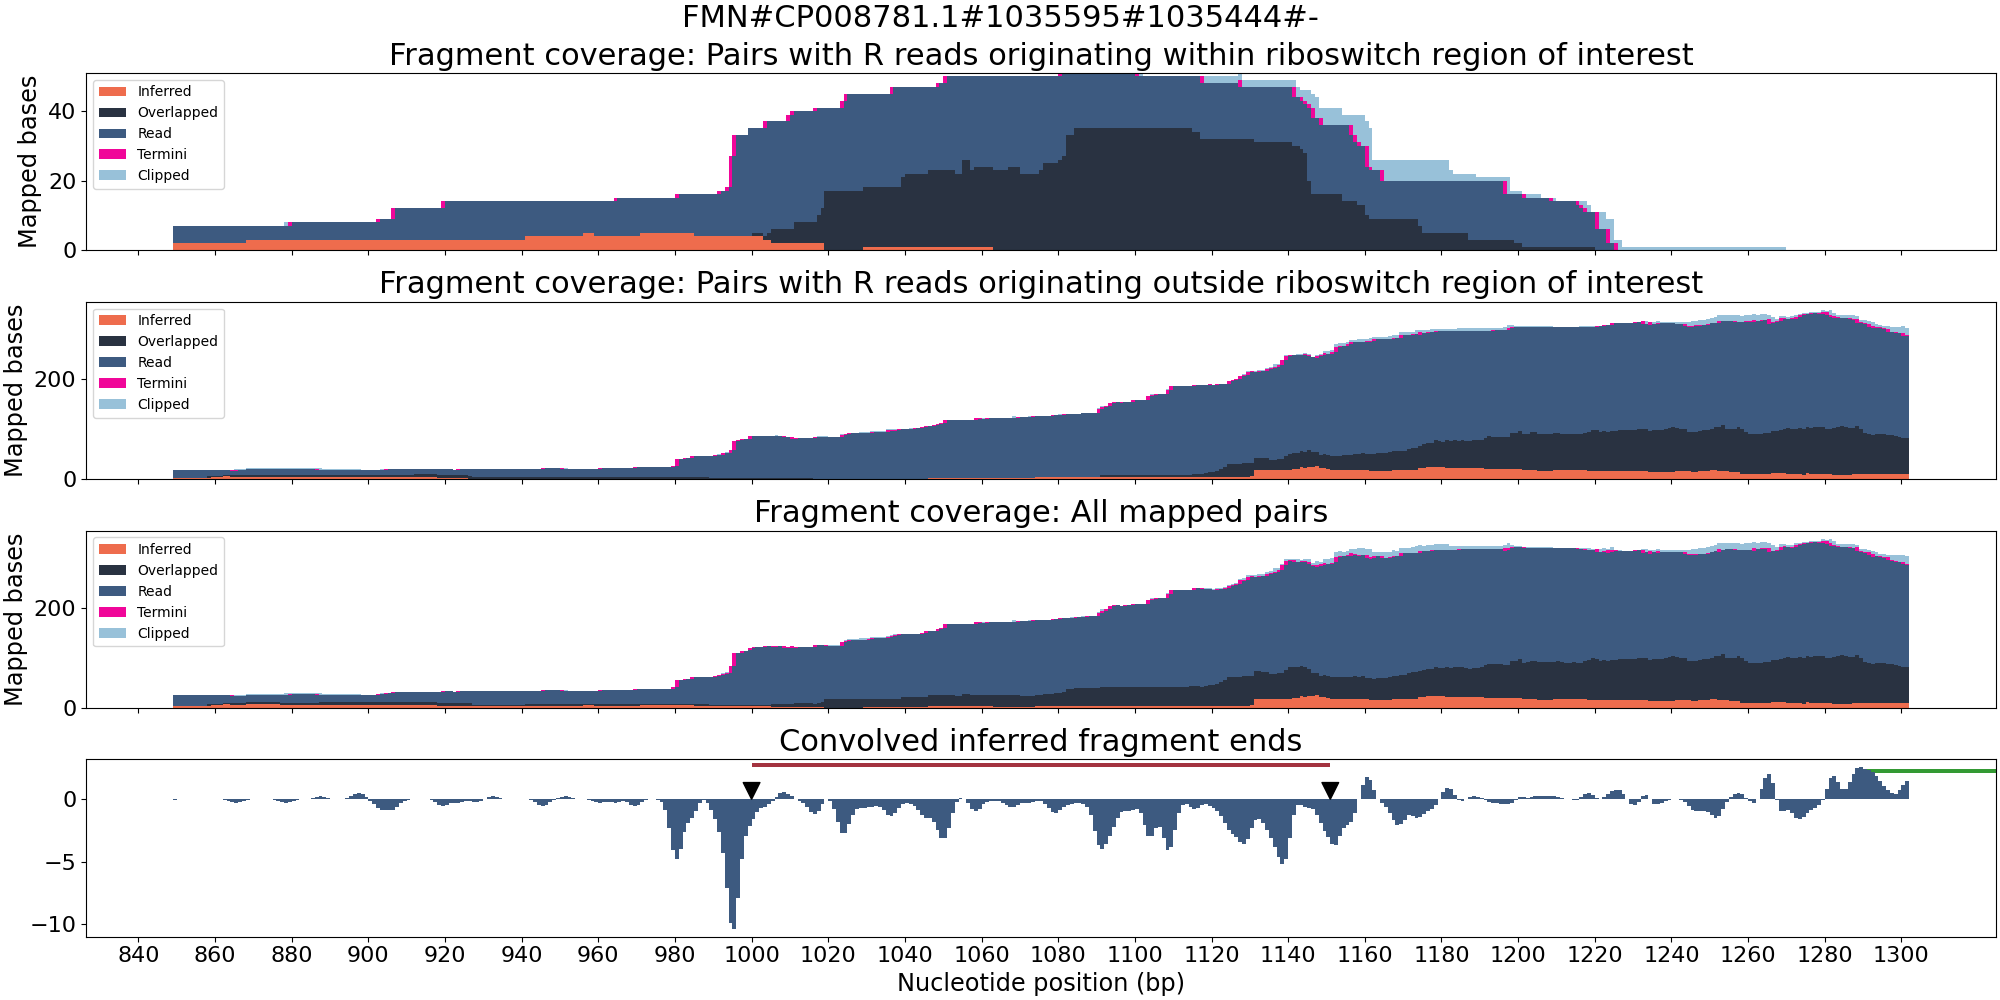 FMN#CP008781.1#1035595#1035444#-
Fragment coverage: Pairs with R reads originating within riboswitch region of interest
Mapped bases
40
20
0
Inferred
Overlapped
Read
Termini
Clipped
Fragment coverage: Pairs with R reads originating outside riboswitch region of interest
Mapped bases
200
0
Inferred
Overlapped
Read
Termini
Clipped
Fragment coverage: All mapped pairs
Mapped bases
200
0
Inferred
Overlapped
Read
Termini
Clipped
Convolved inferred fragment ends
0
−5
−10
840 860 880 900 920 940 960 980 1000 1020 1040 1060 1080 1100 1120 1140 1160 1180 1200 1220 1240 1260 1280 1300
Nucleotide position (bp)